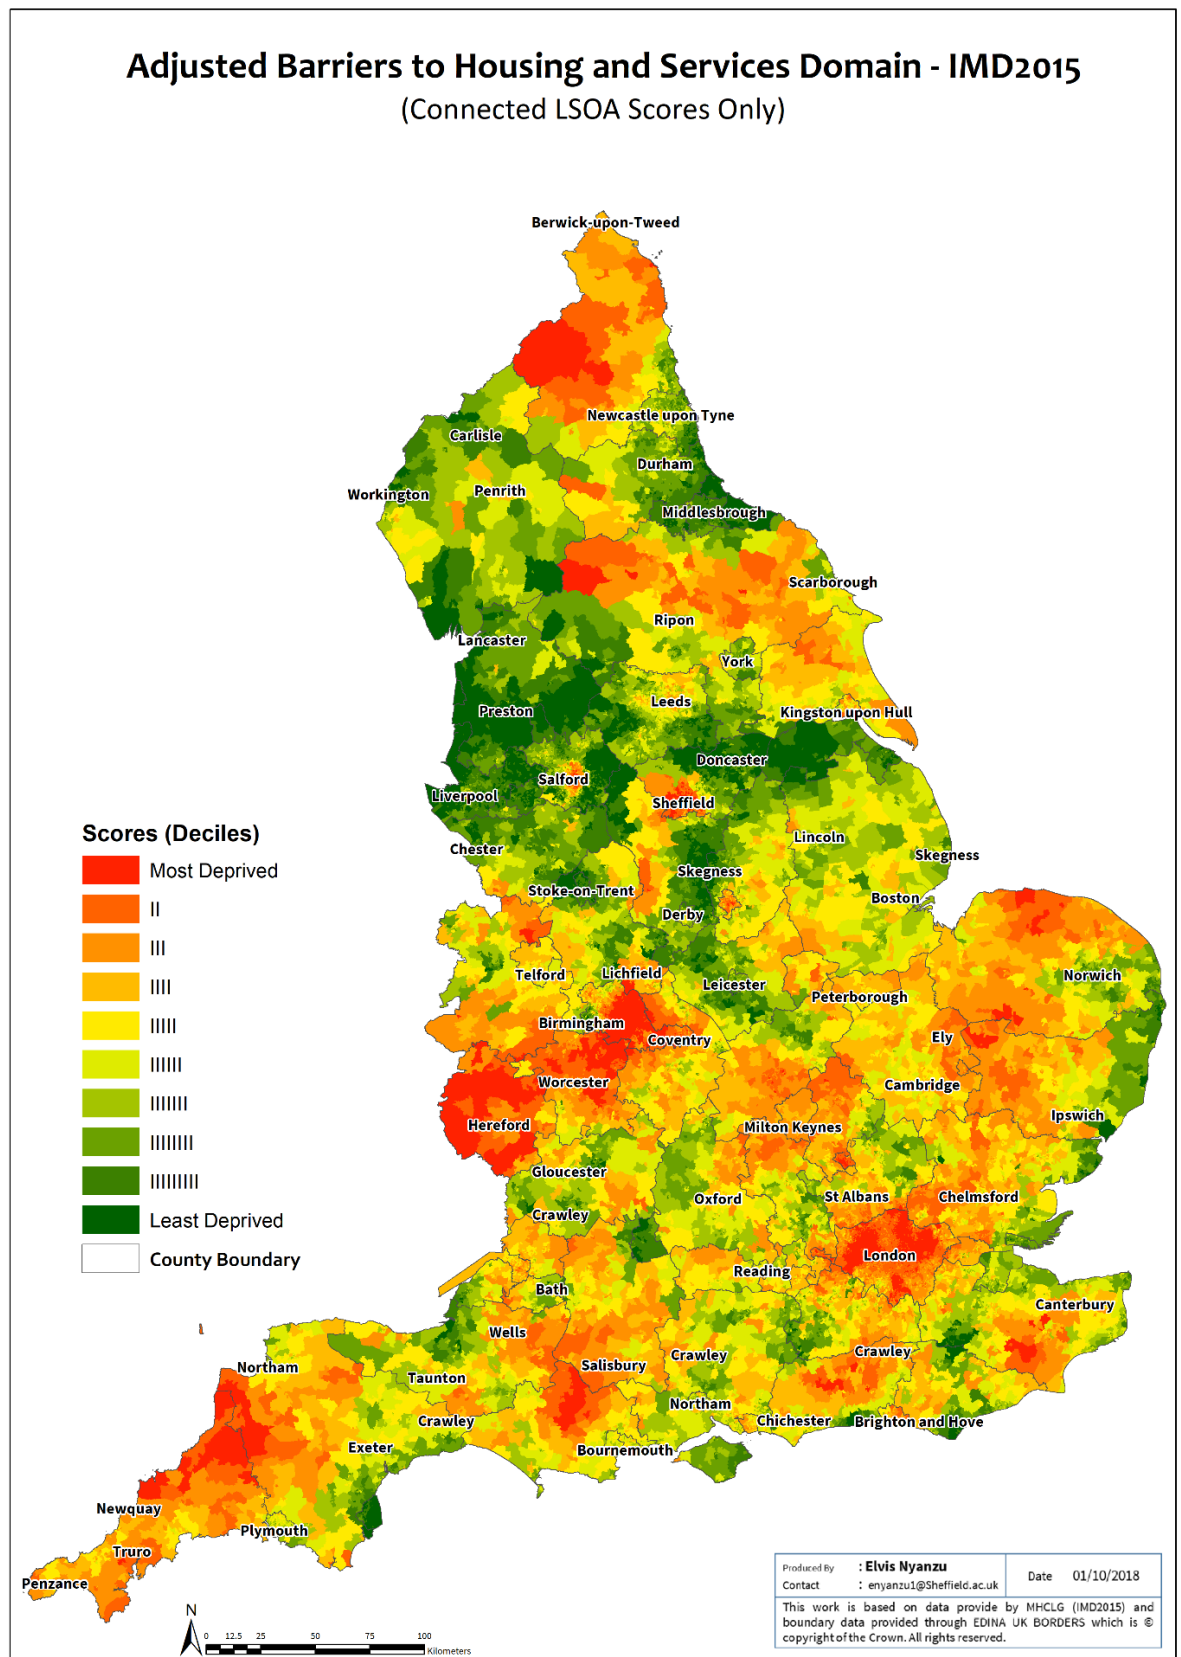 Adjusted Barriers to Housing and Services Domain - IMD2015
(Connected LSOA Scores Only)
Berwick-upon-Tweed
Newcastle upon Tyne
Carlisle
Durham
Workington
Penrith
Middlesbrough
Scarborough
Ripon
Lancaster
York
Leeds
Preston
Kingston upon Hull
Doncaster
Salford
Liverpool
Sheffield
Lincoln
Chester
Skegness
Skegness
Stoke-on-Trent
Boston
Derby
Telford
Lichfield
Norwich
Leicester
Peterborough
Birmingham
Coventry
Ely
Worcester
Cambridge
Hereford
Milton Keynes
Ipswich
Gloucester
Oxford
St Albans
Chelmsford
Crawley
London
Reading
Bath
Canterbury
Wells
Crawley
Crawley
Northam
Salisbury
Taunton
Northam
Crawley
Chichester
Brighton and Hove
Exeter
Bournemouth
Newquay
Plymouth
Truro
Penzance
Scores (Deciles)
Most Deprived
II
III
IIII
IIIII
IIIIII
IIIIIII
IIIIIIII
IIIIIIIII
Least Deprived
County Boundary
N
0 12.5 25 50 75 100
Kilometers
Produced By : Elvis Nyanzu
Contact : enyanzu1@Sheffield.ac.uk
Date 01/10/2018
This work is based on data provide by MHCLG (IMD2015) and
boundary data provided through EDINA UK BORDERS which is ©
copyright of the Crown. All rights reserved.